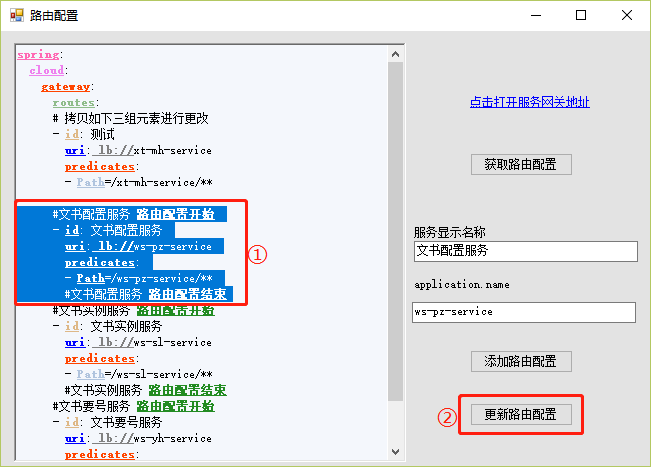 路由配置
spring:
cloud:
gateway:
routes:
# 拷贝如下三组元素进行更改
- id: 测试
uri: lb://xt-mh-service
predicates:
- Path=/xt-mh-service/**
#文书配置服务 路由配置开始
- id: 文书配置服务
uri: lb://ws-pz-service
predicates:
- Path=/ws-pz-service/**
#文书配置服务 路由配置结束
#文书实例服务 路由配置开始
- id: 文书实例服务
uri: lb://ws-sl-service
predicates:
- Path=/ws-sl-service/**
#文书实例服务 路由配置结束
#文书要号服务 路由配置开始
- id: 文书要号服务
uri: lb://ws-yh-service
predicates:
①
点击打开服务网关地址
获取路由配置
服务显示名称
文书配置服务
application.name
ws-pz-service
添加路由配置
② 更新路由配置